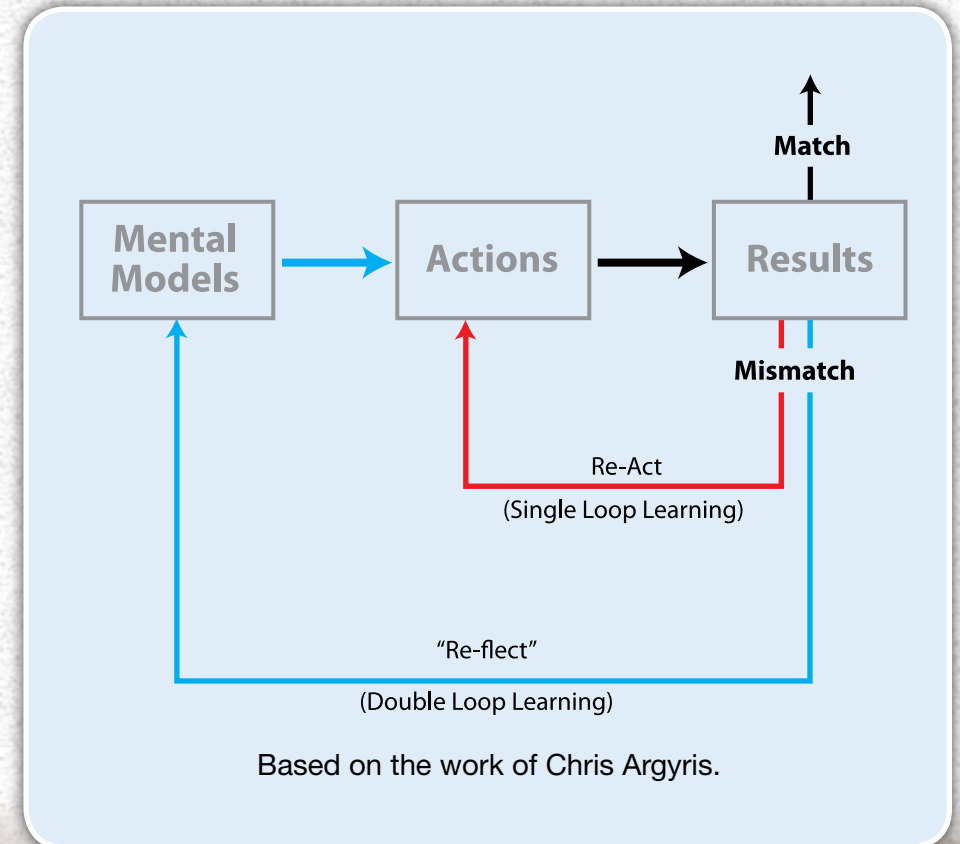 Match
Mental
Models
Actions
Results
Mismatch
Re-Act
(Single Loop Learning)
“Re-flect”
(Double Loop Learning)
Based on the work of Chris Argyris.